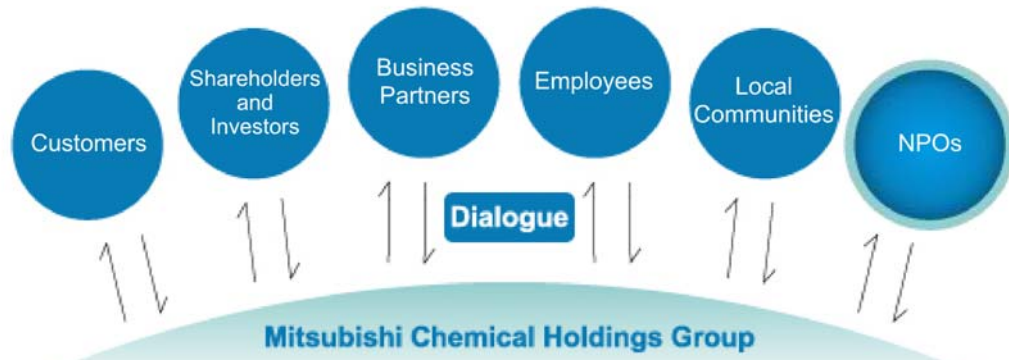 Customers
Shareholders
and
Investors
Business
Partners
Employees
Local
Communities
NPOs
Dialogue
Mitsubishi Chemical Holdings Group